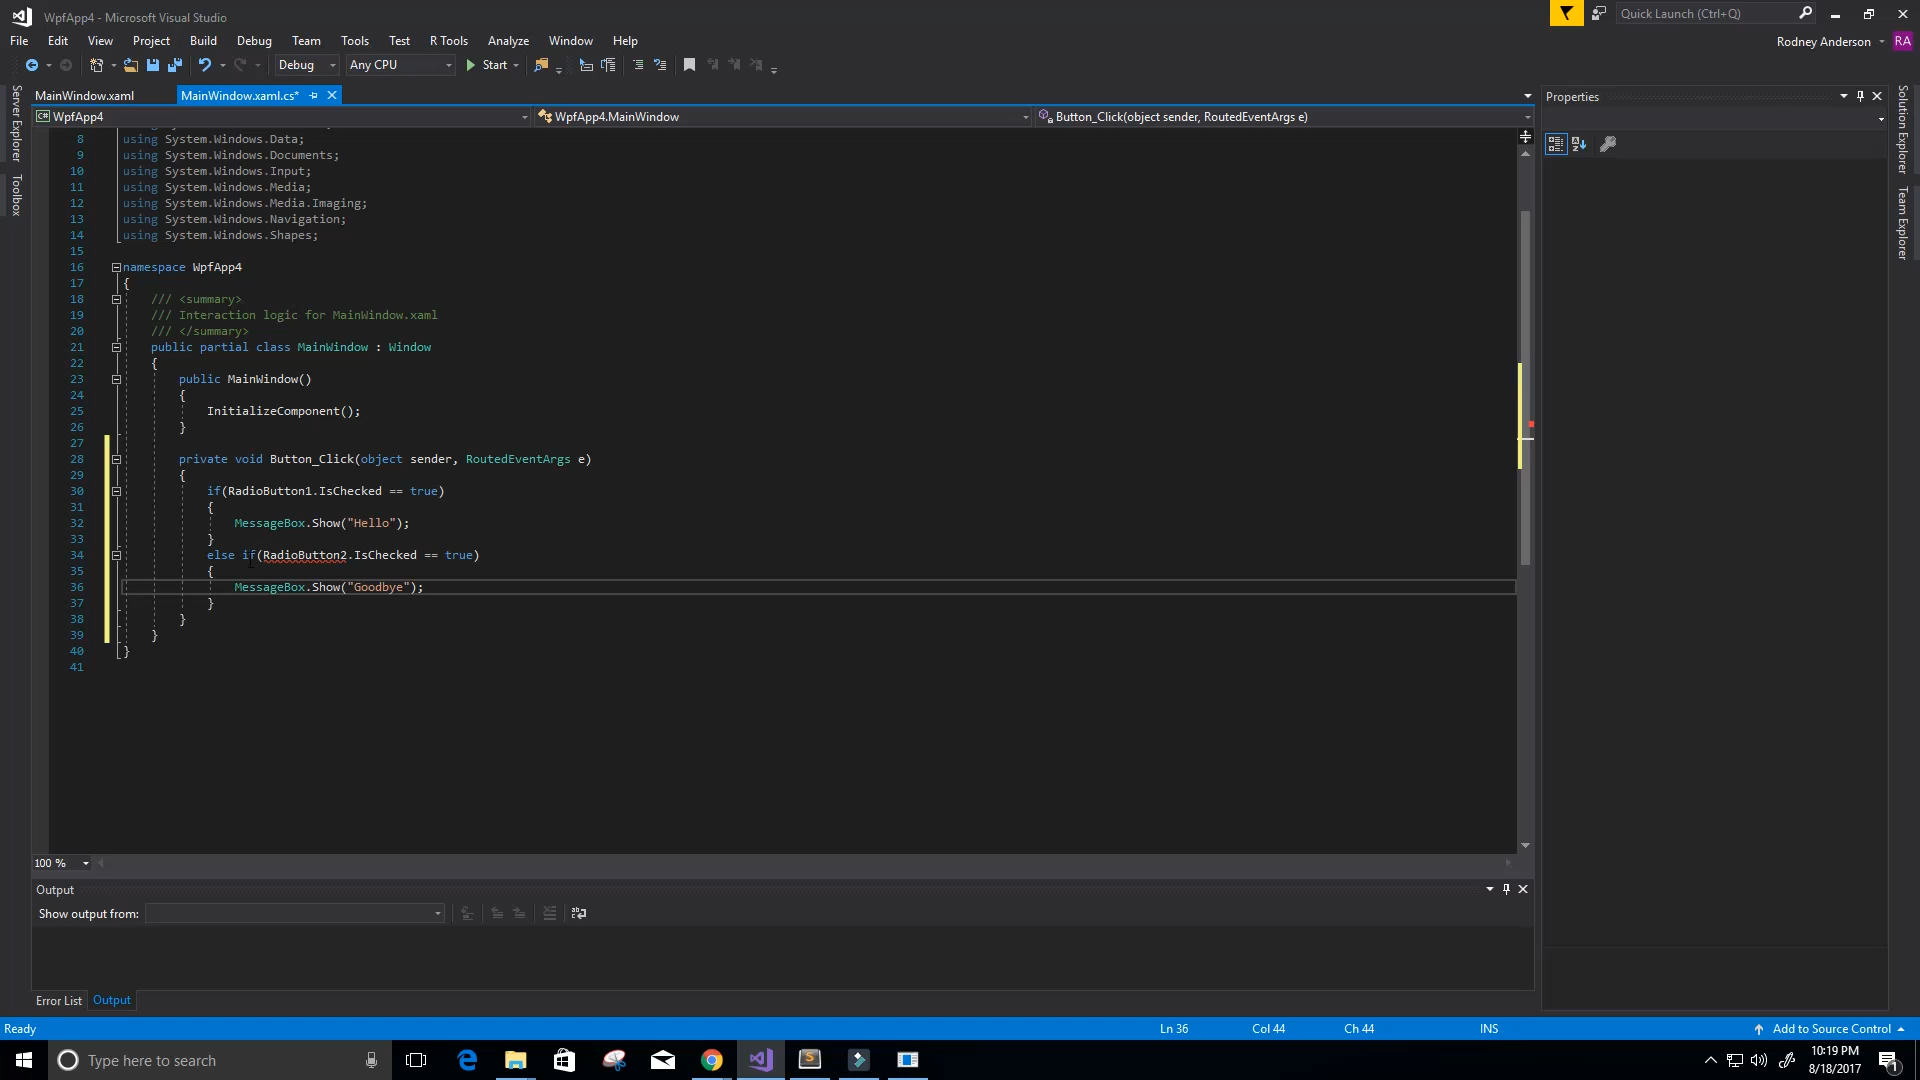 WpfApp4 - Microsoft Visual Studio
Quick Launch (Ctrl+Q)
File Edit View Project Build Debug Team Tools Test R Tools Analyze Window Help
Rodney Anderson RA
Debug Any CPU Start
MainWindow.xaml MainWindow.xaml.cs*
Properties
WpfApp4 WpfApp4.MainWindow Button_Click(object sender, RoutedEventArgs e)
Server Explorer
Toolbox
Solution Explorer
Team Explorer
8 using System.Windows.Data;
9 using System.Windows.Documents;
10 using System.Windows.Input;
11 using System.Windows.Media;
12 using System.Windows.Media.Imaging;
13 using System.Windows.Navigation;
14 using System.Windows.Shapes;
15
16 namespace WpfApp4
17 {
18 /// <summary>
19 /// Interaction logic for MainWindow.xaml
20 /// </summary>
21 public partial class MainWindow : Window
22 {
23 public MainWindow()
24 {
25 InitializeComponent();
26 }
27
28 private void Button_Click(object sender, RoutedEventArgs e)
29 {
30 if(RadioButton1.IsChecked == true)
31 {
32 MessageBox.Show("Hello");
33 }
34 else if(RadioButton2.IsChecked == true)
35 {
36 MessageBox.Show("Goodbye");
37 }
38 }
39 }
40 }
41
100 %
Output
Show output from:
Error List Output
Ready Ln 36 Col 44 Ch 44 INS Add to Source Control
Type here to search
10:19 PM
8/18/2017
1